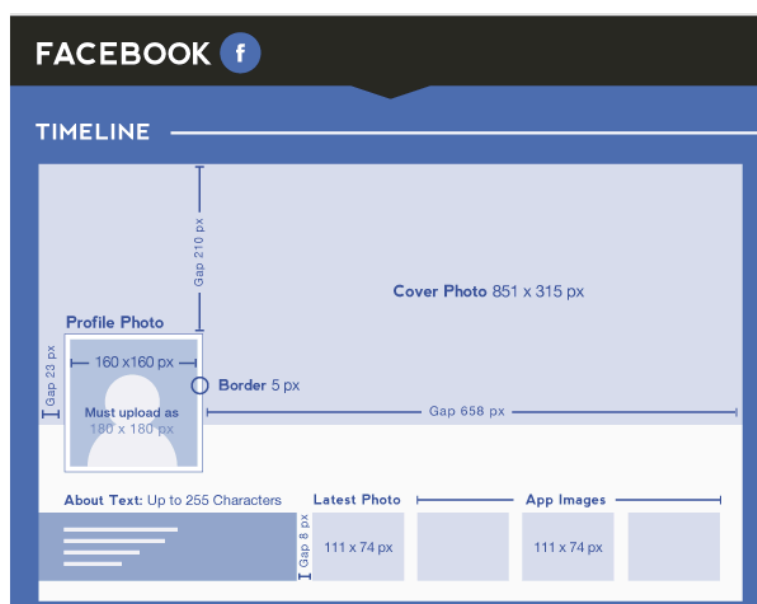 FACEBOOK f
TIMELINE
Gap 210 px
Cover Photo 851 x 315 px
Profile Photo
Gap 23 px
160 x160 px
Border 5 px
Must upload as
180 x 180 px
Gap 658 px
About Text: Up to 255 Characters
Latest Photo
App Images
Gap 8 px
111 x 74 px
111 x 74 px